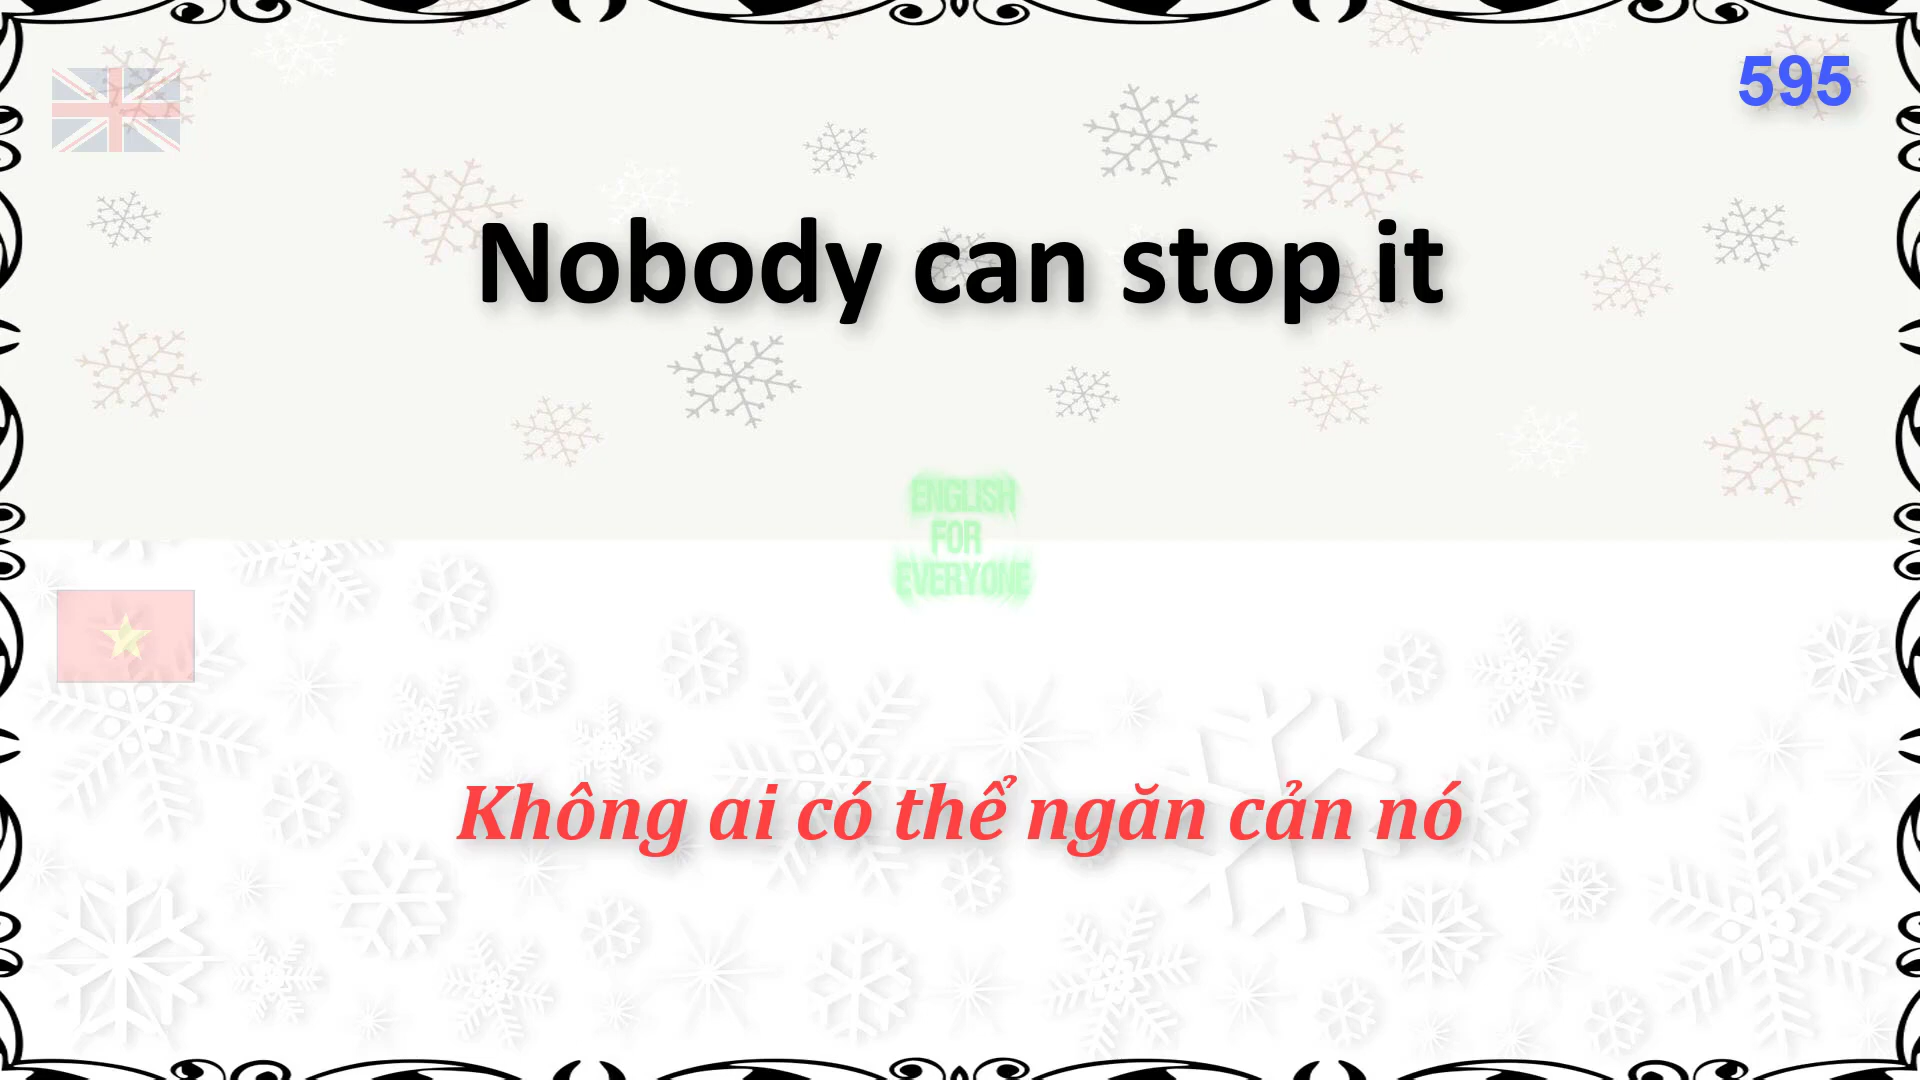 595
Nobody can stop it
ENGLISH
FOR
EVERYONE
Không ai có thể ngăn cản nó